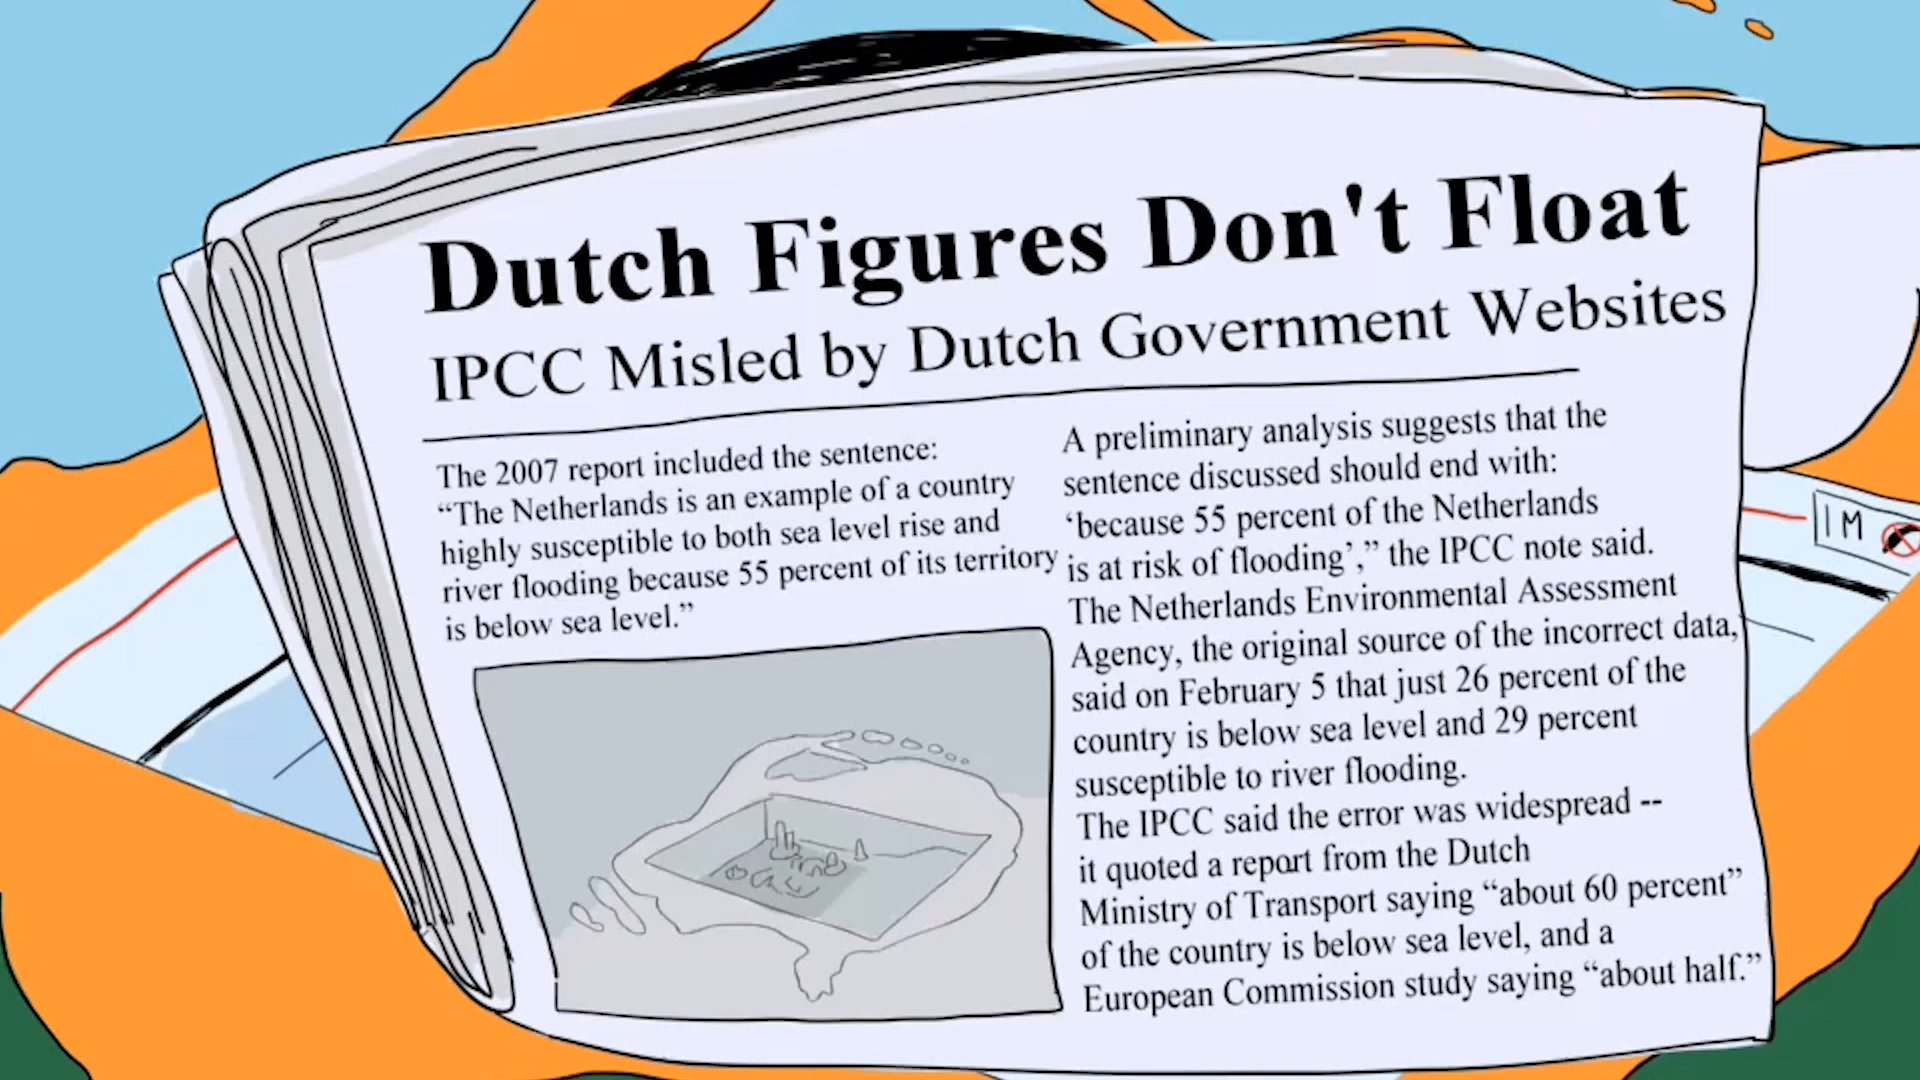 Dutch Figures Don't Float
IPCC Misled by Dutch Government Websites
The 2007 report included the sentence:
“The Netherlands is an example of a country
highly susceptible to both sea level rise and
river flooding because 55 percent of its territory
is below sea level.”
A preliminary analysis suggests that the
sentence discussed should end with:
‘because 55 percent of the Netherlands
is at risk of flooding’,” the IPCC note said.
The Netherlands Environmental Assessment
Agency, the original source of the incorrect data,
said on February 5 that just 26 percent of the
country is below sea level and 29 percent
susceptible to river flooding.
The IPCC said the error was widespread --
it quoted a report from the Dutch
Ministry of Transport saying “about 60 percent”
of the country is below sea level, and a
European Commission study saying “about half.”
1 M